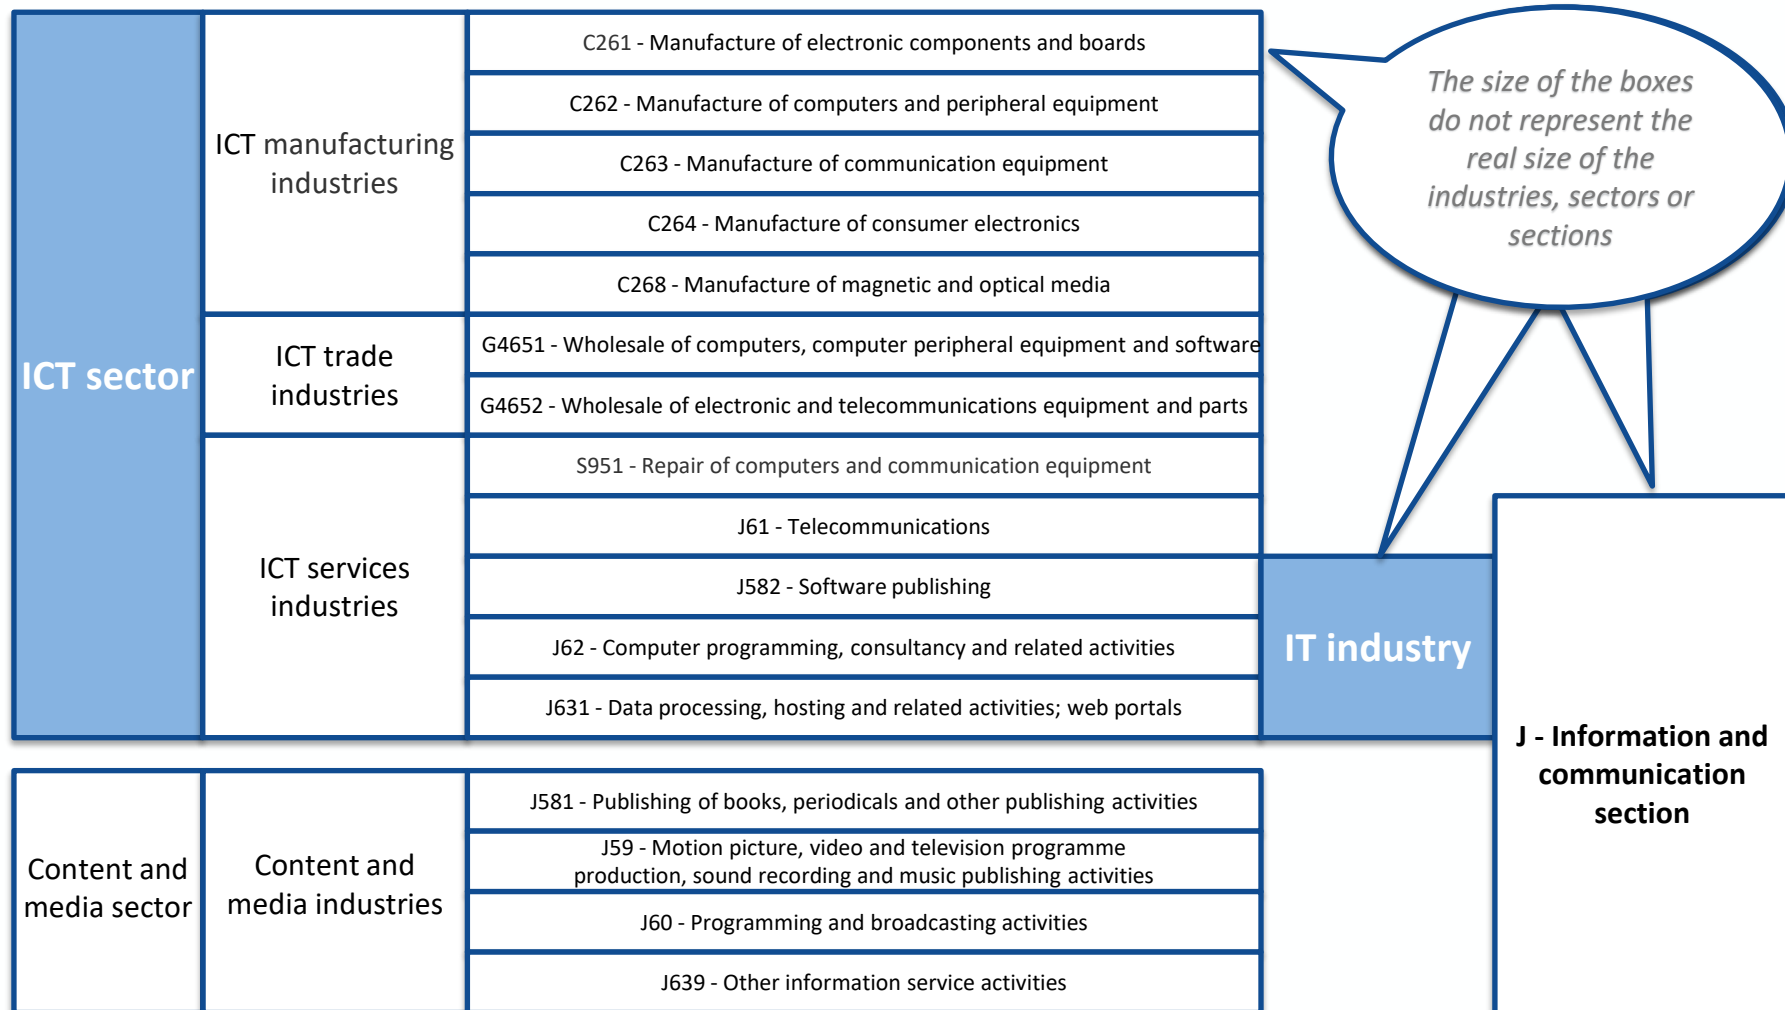 ICT sector
ICT manufacturing
industries
C261 - Manufacture of electronic components and boards
C262 - Manufacture of computers and peripheral equipment
C263 - Manufacture of communication equipment
C264 - Manufacture of consumer electronics
C268 - Manufacture of magnetic and optical media
ICT trade
industries
G4651 - Wholesale of computers, computer peripheral equipment and software
G4652 - Wholesale of electronic and telecommunications equipment and parts
ICT services
industries
S951 - Repair of computers and communication equipment
J61 - Telecommunications
J582 - Software publishing
J62 - Computer programming, consultancy and related activities
J631 - Data processing, hosting and related activities; web portals
IT industry
The size of the boxes
do not represent the
real size of the
industries, sectors or
sections
J - Information and
communication
section
Content and
media sector
Content and
media industries
J581 - Publishing of books, periodicals and other publishing activities
J59 - Motion picture, video and television programme
production, sound recording and music publishing activities
J60 - Programming and broadcasting activities
J639 - Other information service activities